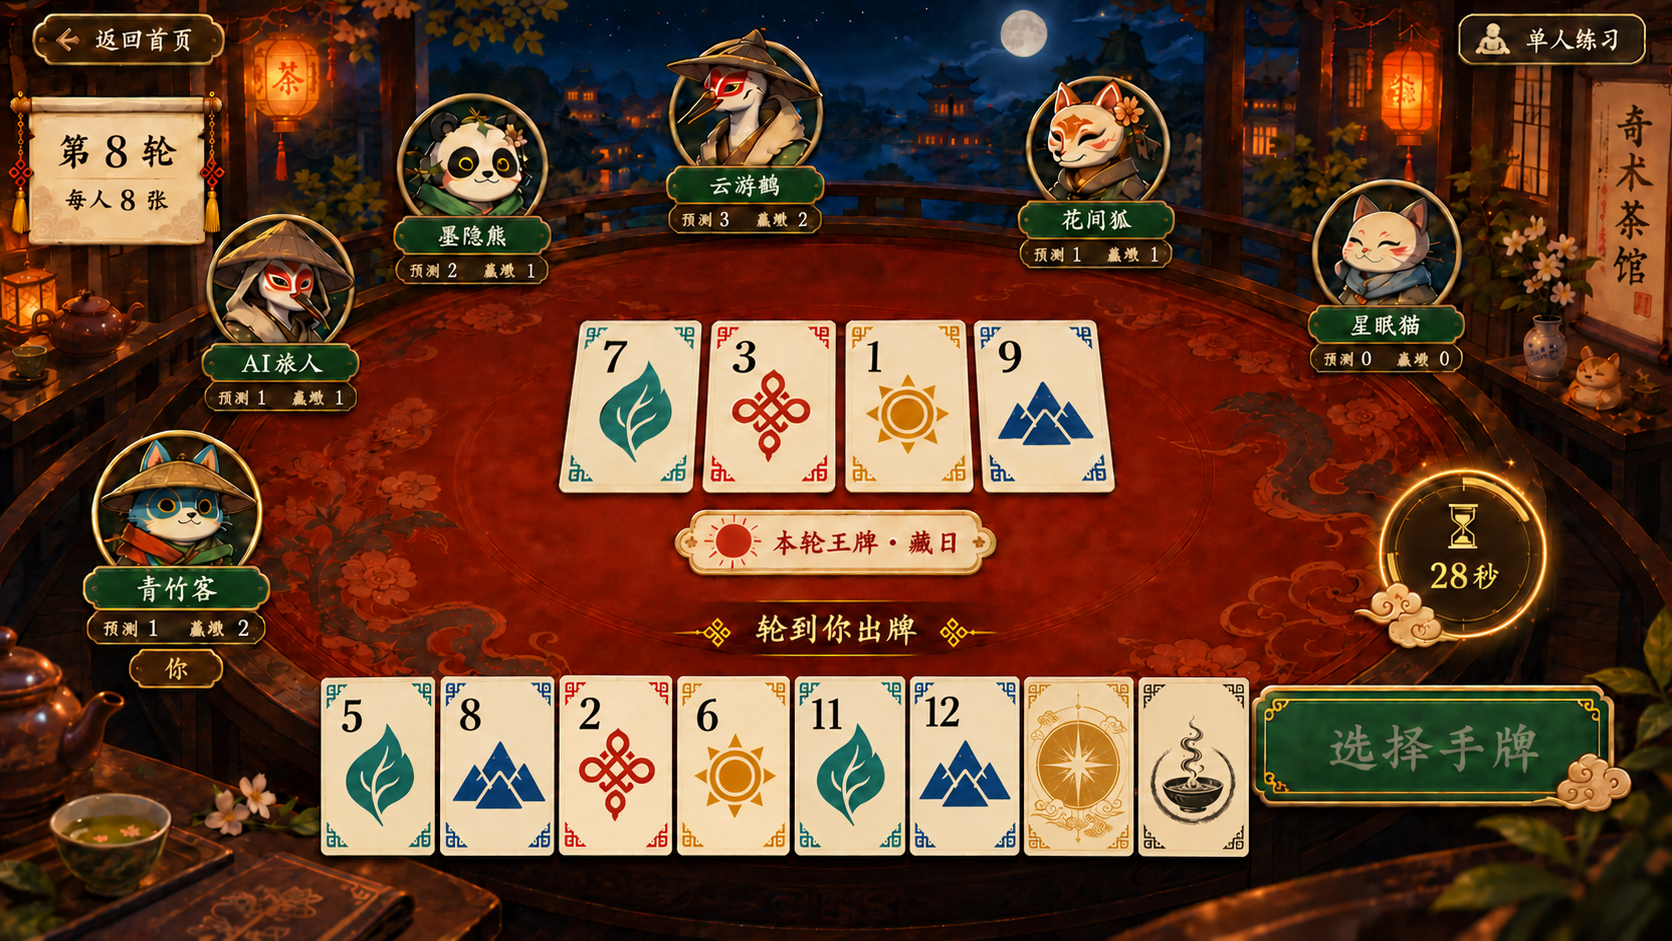 返回首页
单人练习
茶
第8轮
每人8张
奇术茶馆
云游鹤
预测 3 赢墩 2
墨隐熊
预测 2 赢墩 1
花间狐
预测 1 赢墩 1
星眠猫
预测 0 赢墩 0
AI旅人
预测 1 赢墩 1
青竹客
预测 1 赢墩 2
你
7
3
1
9
本轮王牌·藏日
28秒
轮到你出牌
5
8
2
6
11
12
选择手牌